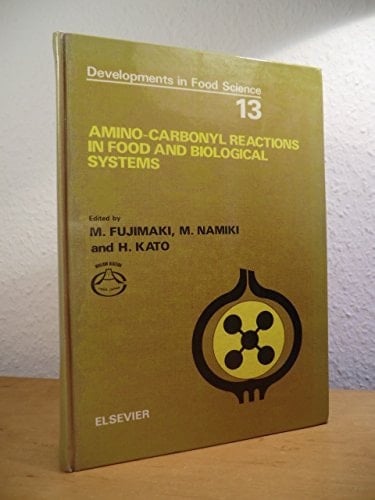 Developments in Food Science
13
AMINO-CARBONYL REACTIONS
IN FOOD AND BIOLOGICAL
SYSTEMS
Edited by
M. FUJIMAKI, M. NAMIKI
and H. KATO
ELSEVIER